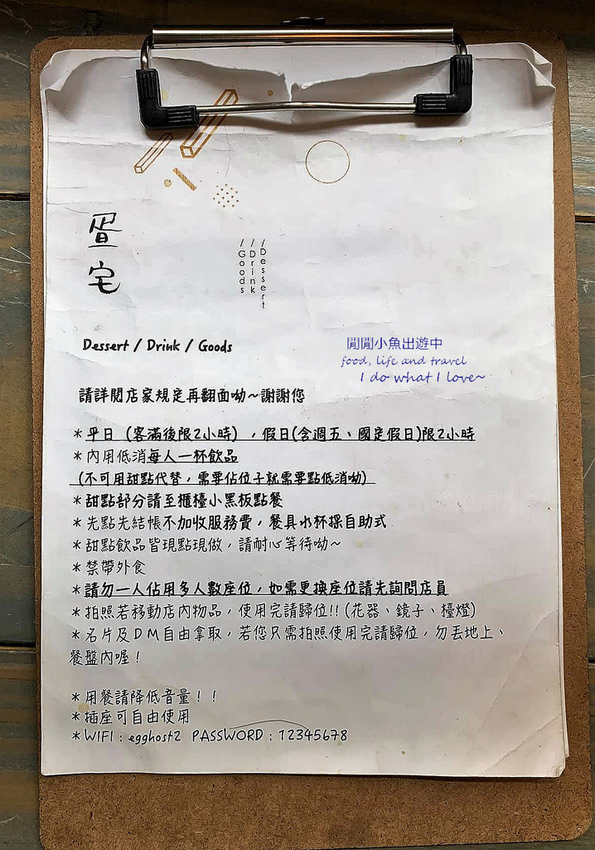 蛋宅
/Dessert
/Drink
/Goods
Dessert / Drink / Goods
閒閒小魚出遊中
food, life and travel
I do what I love~
請詳閱店家規定再翻面呦~謝謝您
*平日 (客滿後限2小時) ，假日(含週五、國定假日)限2小時
*內用低消每人一杯飲品
(不可用甜點代替，需要佔位子就需要點低消呦)
*甜點部分請至櫃檯小黑板點餐
*先點先結帳不加收服務費，餐具水杯採自助式
*甜點飲品皆現點現做，請耐心等待呦~
*禁帶外食
*請勿一人佔用多人數座位，如需更換座位請先詢問店員
*拍照若移動店內物品，使用完請歸位!! (花器、鏡子、檯燈)
*名片及DM自由拿取，若您只需拍照使用完請歸位，勿丟地上、
餐盤內喔！
*用餐請降低音量！！
*插座可自由使用
*WIFI：egghost2 PASSWORD：12345678